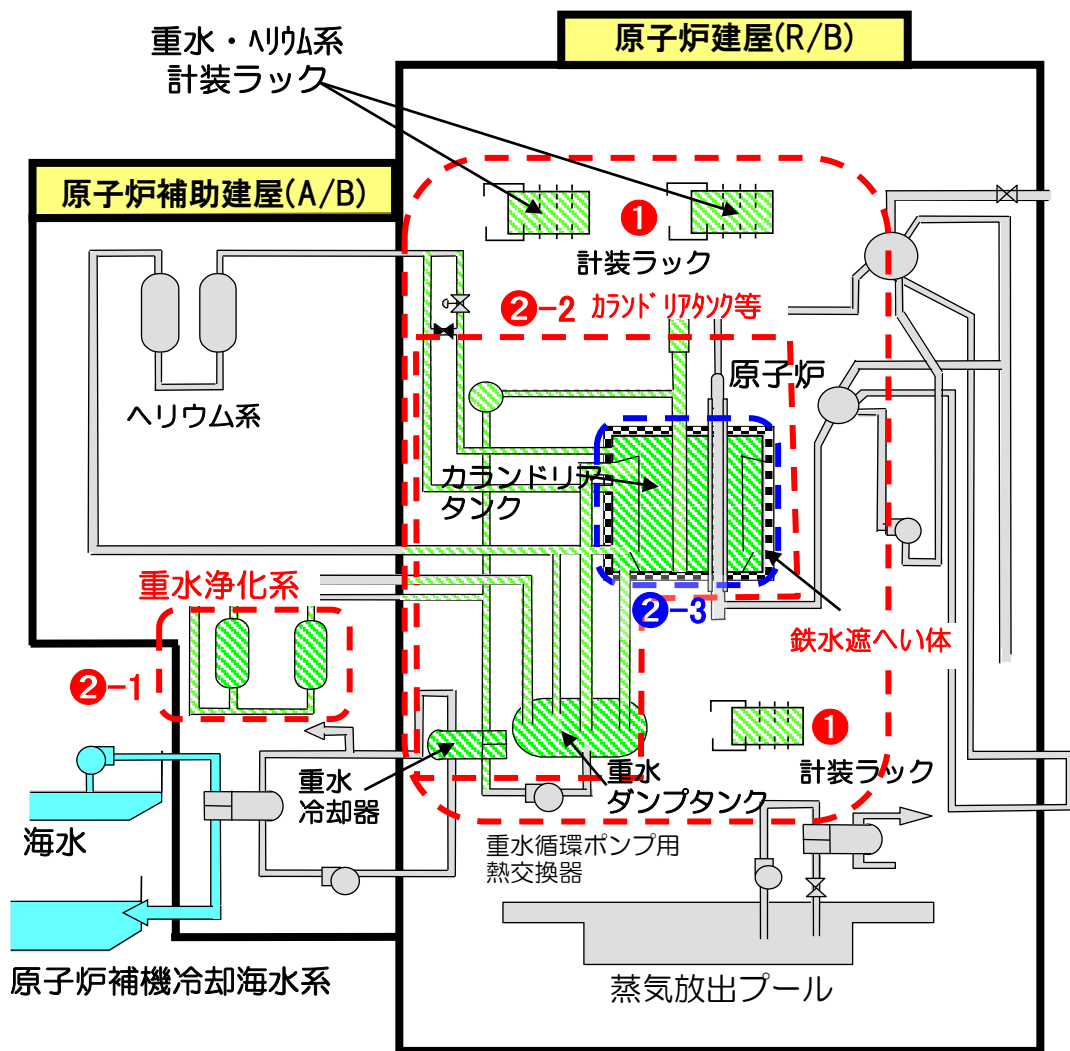 原子炉建屋(R/B)
重水・ヘリウム系
計装ラック
原子炉補助建屋(A/B)
❶
計装ラック
❷-2 カランドリアタンク等
原子炉
ヘリウム系
カランドリア
タンク
重水浄化系
❷-3
鉄水遮へい体
❷-1
❶
計装ラック
重水
冷却器
重水
ダンプタンク
海水
重水循環ポンプ用
熱交換器
原子炉補機冷却海水系
蒸気放出プール